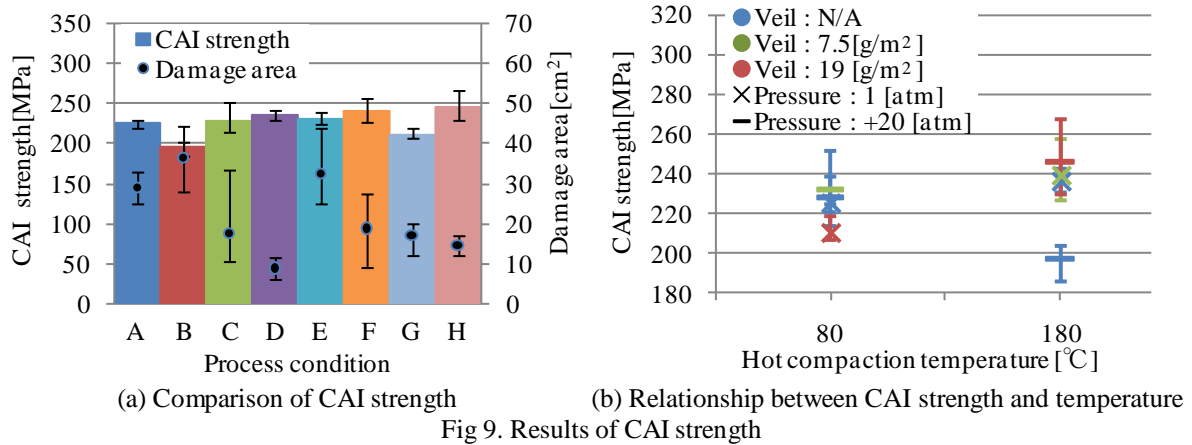 350
300
250
200
150
100
50
0
CAI strength[MPa]
CAI strength
Damage area
70
60
50
40
30
20
10
0
Damage area[cm²]
A B C D E F G H
Process condition
(a) Comparison of CAI strength
320
300
280
260
240
220
200
180
CAI strength[MPa]
Veil : N/A
Veil : 7.5[g/m²]
Veil : 19 [g/m²]
Pressure : 1 [atm]
Pressure : +20 [atm]
80 180
Hot compaction temperature[℃]
(b) Relationship between CAI strength and temperature
Fig 9. Results of CAI strength